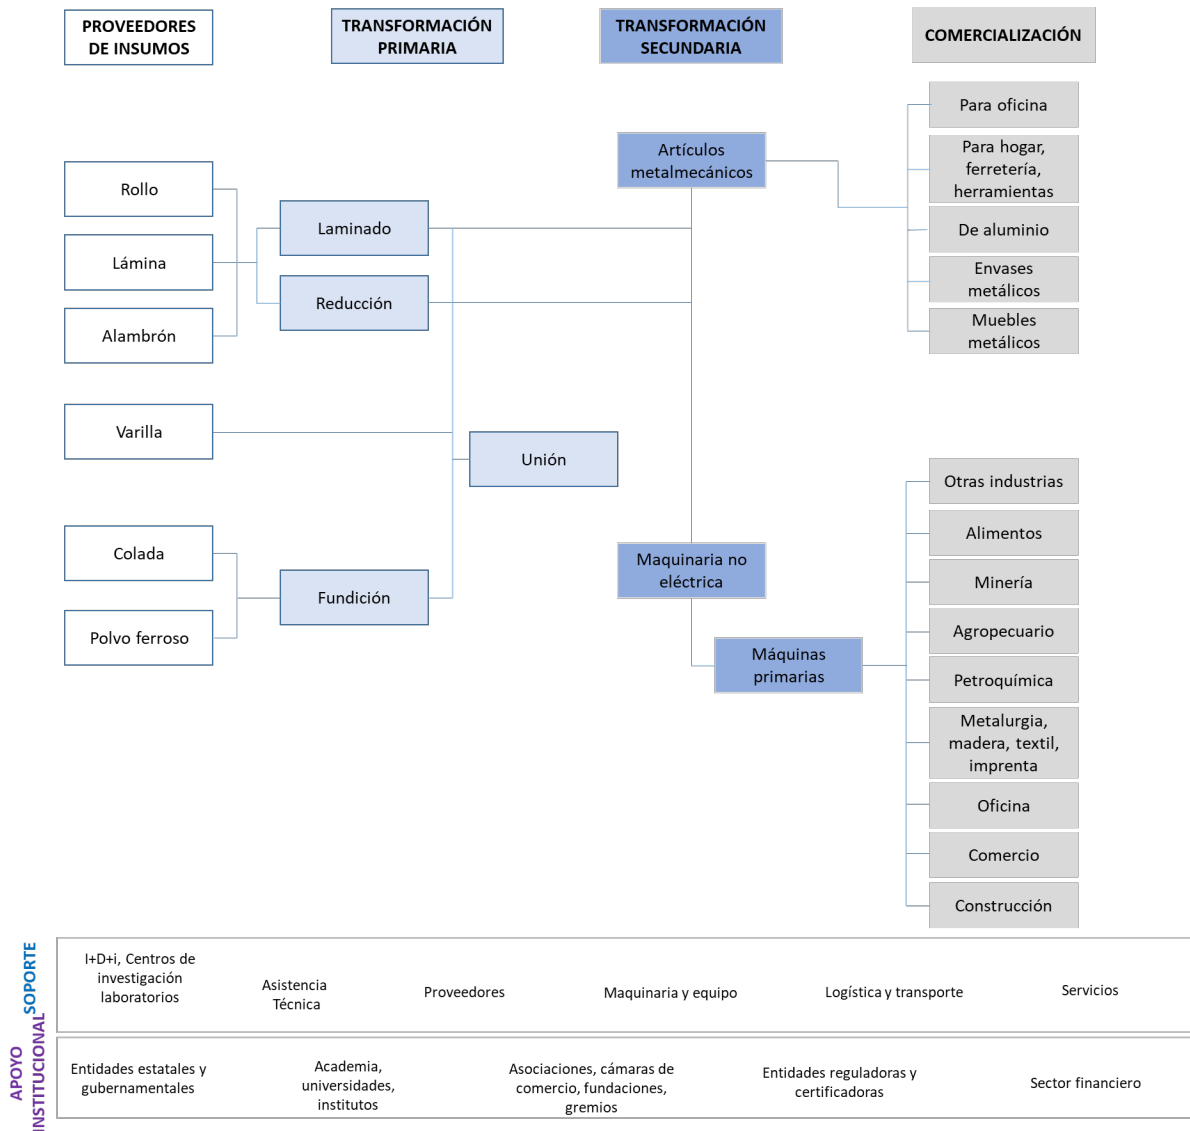 PROVEEDORES
DE INSUMOS
TRANSFORMACIÓN
PRIMARIA
TRANSFORMACIÓN
SECUNDARIA
COMERCIALIZACIÓN
Rollo
Lámina
Alambrón
Varilla
Colada
Polvo ferroso
Laminado
Reducción
Unión
Fundición
Artículos
metalmecánicos
Maquinaria no
eléctrica
Máquinas
primarias
Para oficina
Para hogar,
ferretería,
herramientas
De aluminio
Envases
metálicos
Muebles
metálicos
Otras industrias
Alimentos
Minería
Agropecuario
Petroquímica
Metalurgia,
madera, textil,
imprenta
Oficina
Comercio
Construcción
SOPORTE
I+D+i, Centros de
investigación
laboratorios
Asistencia
Técnica
Proveedores
Maquinaria y equipo
Logística y transporte
Servicios
APOYO
INSTITUCIONAL
Entidades estatales y
gubernamentales
Academia,
universidades,
institutos
Asociaciones, cámaras de
comercio, fundaciones,
gremios
Entidades reguladoras y
certificadoras
Sector financiero